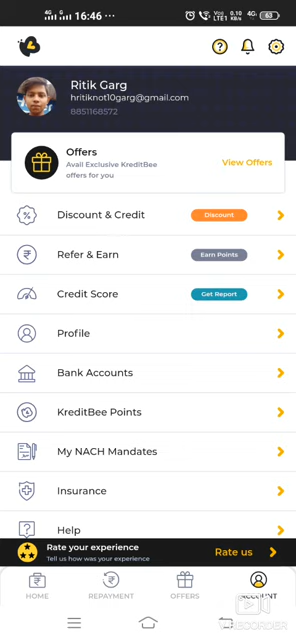 4G G 16:46 ... Vo) LTE1 0.10 KB/s 4G 63
?
Ritik Garg
hritiknot10garg@gmail.com
8851168572
Offers
Avail Exclusive KreditBee
offers for you
View Offers
Discount & Credit Discount
Refer & Earn Earn Points
Credit Score Get Report
Profile
Bank Accounts
KreditBee Points
My NACH Mandates
Insurance
Help
Rate your experience
Tell us how was your experience
Rate us
HOME REPAYMENT OFFERS ACCOUNT
RECORDER